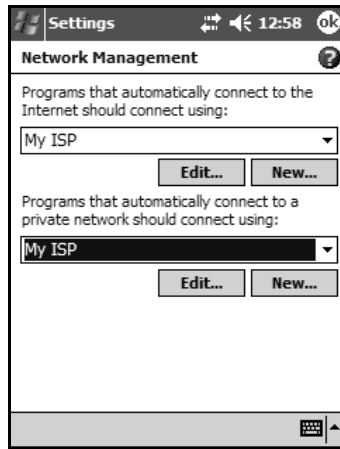 Settings 12:58 ok
Network Management ?
Programs that automatically connect to the
Internet should connect using:
My ISP
Edit... New...
Programs that automatically connect to a
private network should connect using:
My ISP
Edit... New...